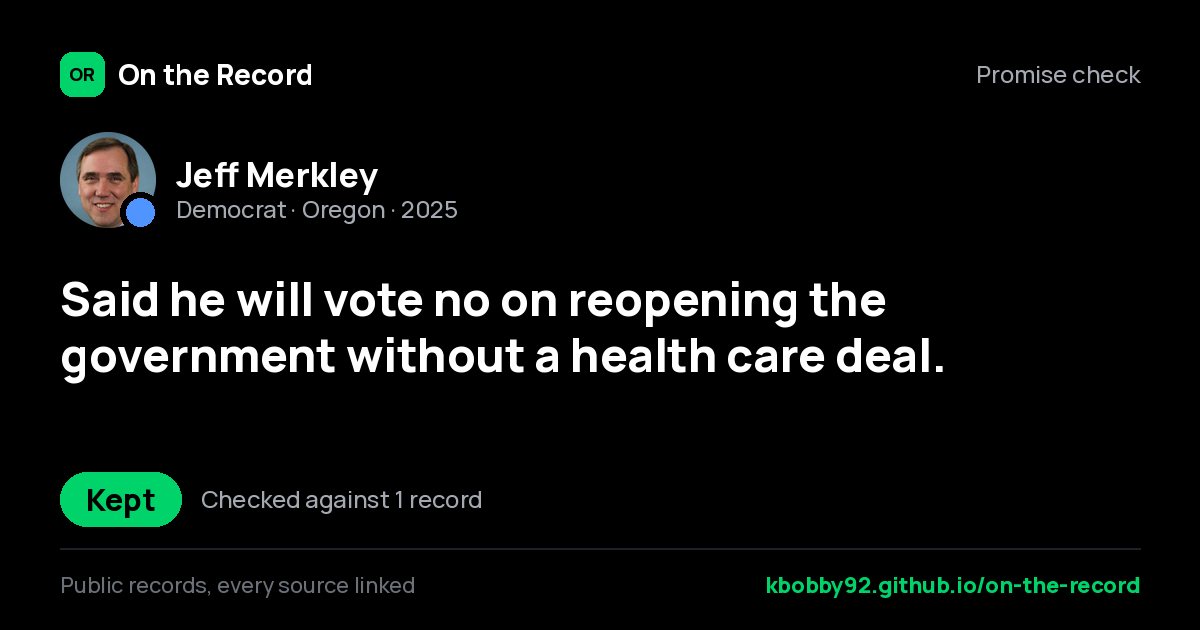 OR On the Record
Promise check
Jeff Merkley
Democrat · Oregon · 2025
Said he will vote no on reopening the
government without a health care deal.
Kept Checked against 1 record
Public records, every source linked
kbobby92.github.io/on-the-record